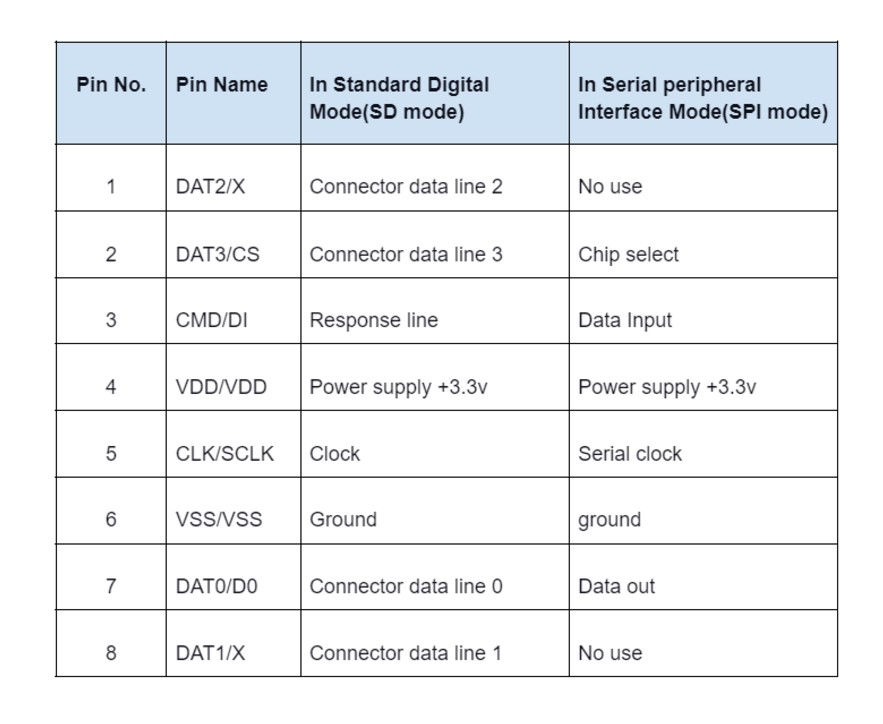 Pin No. Pin Name In Standard Digital Mode(SD mode) In Serial peripheral Interface Mode(SPI mode)
1 DAT2/X Connector data line 2 No use
2 DAT3/CS Connector data line 3 Chip select
3 CMD/DI Response line Data Input
4 VDD/VDD Power supply +3.3v Power supply +3.3v
5 CLK/SCLK Clock Serial clock
6 VSS/VSS Ground ground
7 DAT0/D0 Connector data line 0 Data out
8 DAT1/X Connector data line 1 No use